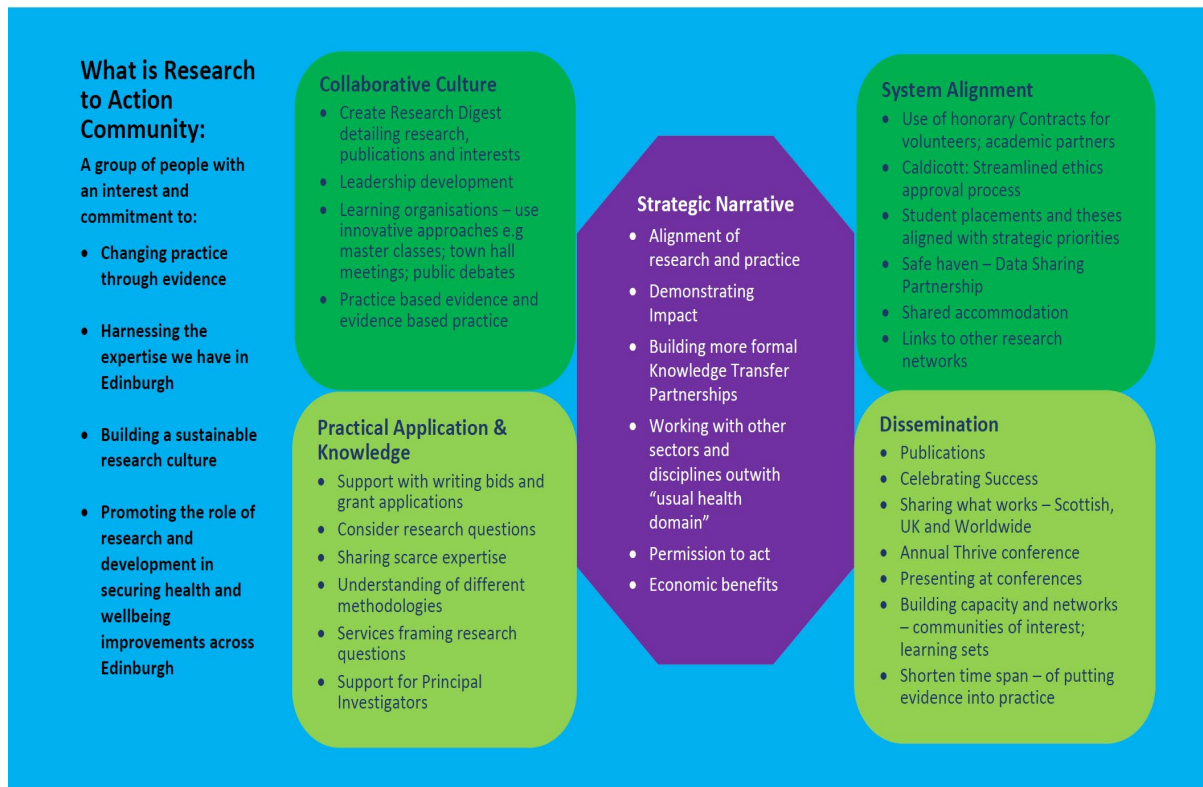 What is Research
to Action
Community:
A group of people with
an interest and
commitment to:
• Changing practice
through evidence
• Harnessing the
expertise we have in
Edinburgh
• Building a sustainable
research culture
• Promoting the role of
research and
development in
securing health and
wellbeing
improvements across
Edinburgh
Collaborative Culture
• Create Research Digest
detailing research,
publications and interests
• Leadership development
• Learning organisations – use
innovative approaches e.g
master classes; town hall
meetings; public debates
• Practice based evidence and
evidence based practice
Practical Application &
Knowledge
• Support with writing bids and
grant applications
• Consider research questions
• Sharing scarce expertise
• Understanding of different
methodologies
• Services framing research
questions
• Support for Principal
Investigators
Strategic Narrative
• Alignment of
research and practice
• Demonstrating
Impact
• Building more formal
Knowledge Transfer
Partnerships
• Working with other
sectors and
disciplines outwith
“usual health
domain”
• Permission to act
• Economic benefits
System Alignment
• Use of honorary Contracts for
volunteers; academic partners
• Caldicott: Streamlined ethics
approval process
• Student placements and theses
aligned with strategic priorities
• Safe haven – Data Sharing
Partnership
• Shared accommodation
• Links to other research
networks
Dissemination
• Publications
• Celebrating Success
• Sharing what works – Scottish,
UK and Worldwide
• Annual Thrive conference
• Presenting at conferences
• Building capacity and networks
– communities of interest;
learning sets
• Shorten time span – of putting
evidence into practice